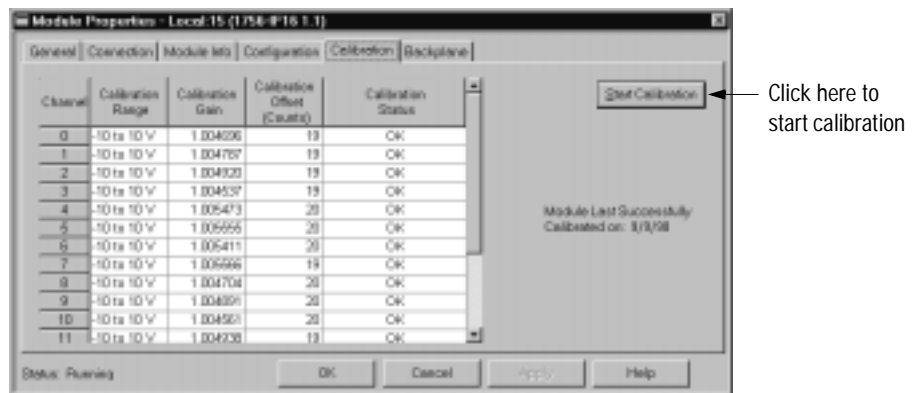 Module Properties - Local:15 (1756-IF16 1.1)
General Connection Module Info Configuration Calibration Backplane
Channel Calibration Range Calibration Gain Calibration Offset (Counts) Calibration Status
0 -10 to 10 V 1.004696 19 OK
1 -10 to 10 V 1.004787 19 OK
2 -10 to 10 V 1.004920 19 OK
3 -10 to 10 V 1.004537 19 OK
4 -10 to 10 V 1.005473 20 OK
5 -10 to 10 V 1.005555 20 OK
6 -10 to 10 V 1.005411 20 OK
7 -10 to 10 V 1.005566 19 OK
8 -10 to 10 V 1.004704 20 OK
9 -10 to 10 V 1.004091 20 OK
10 -10 to 10 V 1.004561 20 OK
11 -10 to 10 V 1.004938 19 OK
Start Calibration
Click here to
start calibration
Module Last Successfully
Calibrated on: 9/9/98
Status: Running
OK Cancel Apply Help